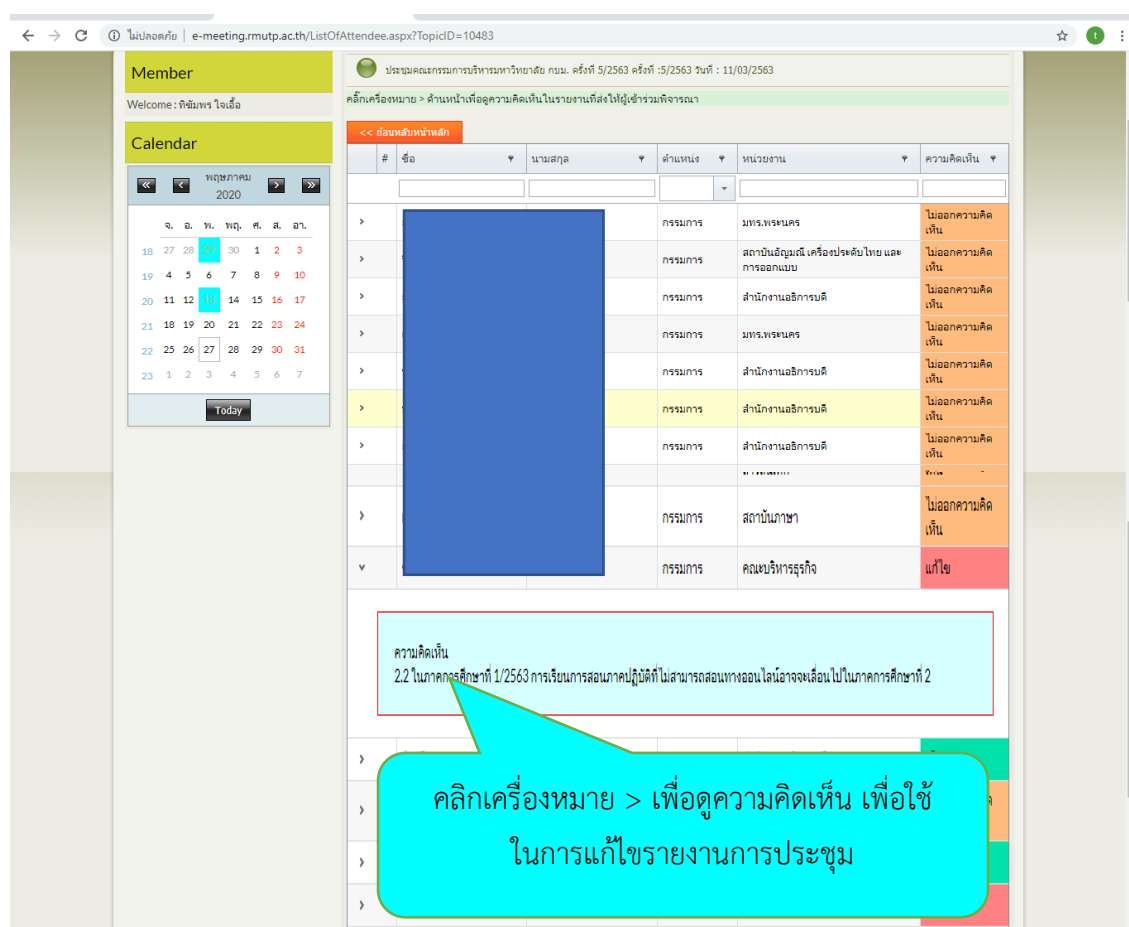 ไม่ปลอดภัย | e-meeting.rmutp.ac.th/ListOfAttendee.aspx?TopicID=10483
t
Member
Welcome : ทิฆัมพร ใจเอื้อ
Calendar
« < พฤษภาคม 2020 > »
จ. อ. พ. พฤ. ศ. ส. อา.
18 27 28 29 30 1 2 3
19 4 5 6 7 8 9 10
20 11 12 13 14 15 16 17
21 18 19 20 21 22 23 24
22 25 26 27 28 29 30 31
23 1 2 3 4 5 6 7
Today
ประชุมคณะกรรมการบริหารมหาวิทยาลัย กบม. ครั้งที่ 5/2563 ครั้งที่ :5/2563 วันที่ : 11/03/2563
คลิ๊กเครื่องหมาย > ด้านหน้าเพื่อดูความคิดเห็นในรายงานที่ส่งให้ผู้เข้าร่วมพิจารณา
<< ย้อนหลับหน้าหลัก
# ชื่อ นามสกุล ตำแหน่ง หน่วยงาน ความคิดเห็น
> กรรมการ มทร.พระนคร ไม่ออกความคิดเห็น
> กรรมการ สถาบันอัญมณี เครื่องประดับไทย และการออกแบบ ไม่ออกความคิดเห็น
> กรรมการ สำนักงานอธิการบดี ไม่ออกความคิดเห็น
> กรรมการ มทร.พระนคร ไม่ออกความคิดเห็น
> กรรมการ สำนักงานอธิการบดี ไม่ออกความคิดเห็น
> กรรมการ สำนักงานอธิการบดี ไม่ออกความคิดเห็น
> กรรมการ สำนักงานอธิการบดี ไม่ออกความคิดเห็น
> กรรมการ สถาบันภาษา ไม่ออกความคิดเห็น
กรรมการ คณะบริหารธุรกิจ แก้ไข
ความคิดเห็น
2.2 ในภาคการศึกษาที่ 1/2563 การเรียนการสอนภาคปฏิบัติที่ไม่สามารถสอนทางออนไลน์อาจจะเลื่อนไปในภาคการศึกษาที่ 2
คลิกเครื่องหมาย > เพื่อดูความคิดเห็น เพื่อใช้
ในการแก้ไขรายงานการประชุม